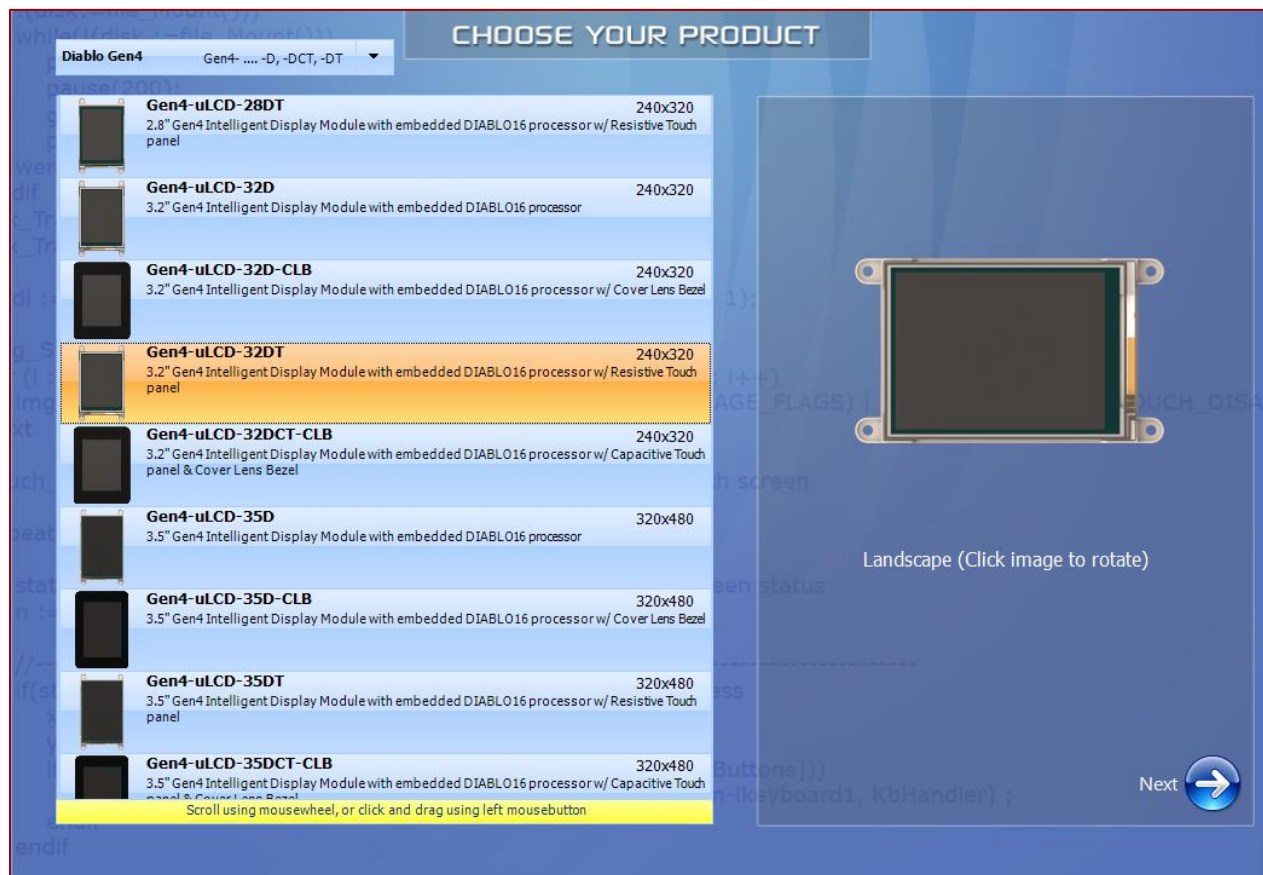 CHOOSE YOUR PRODUCT
Diablo Gen4 Gen4- .... -D, -DCT, -DT
Gen4-uLCD-28DT 240x320
2.8" Gen4 Intelligent Display Module with embedded DIABLO16 processor w/ Resistive Touch
panel
Gen4-uLCD-32D 240x320
3.2" Gen4 Intelligent Display Module with embedded DIABLO16 processor
Gen4-uLCD-32D-CLB 240x320
3.2" Gen4 Intelligent Display Module with embedded DIABLO16 processor w/ Cover Lens Bezel
Gen4-uLCD-32DT 240x320
3.2" Gen4 Intelligent Display Module with embedded DIABLO16 processor w/ Resistive Touch
panel
Gen4-uLCD-32DCT-CLB 240x320
3.2" Gen4 Intelligent Display Module with embedded DIABLO16 processor w/ Capacitive Touch
panel & Cover Lens Bezel
Gen4-uLCD-35D 320x480
3.5" Gen4 Intelligent Display Module with embedded DIABLO16 processor
Gen4-uLCD-35D-CLB 320x480
3.5" Gen4 Intelligent Display Module with embedded DIABLO16 processor w/ Cover Lens Bezel
Gen4-uLCD-35DT 320x480
3.5" Gen4 Intelligent Display Module with embedded DIABLO16 processor w/ Resistive Touch
panel
Gen4-uLCD-35DCT-CLB 320x480
3.5" Gen4 Intelligent Display Module with embedded DIABLO16 processor w/ Capacitive Touch
panel & Cover Lens Bezel
Scroll using mousewheel, or click and drag using left mousebutton
Landscape (Click image to rotate)
Next